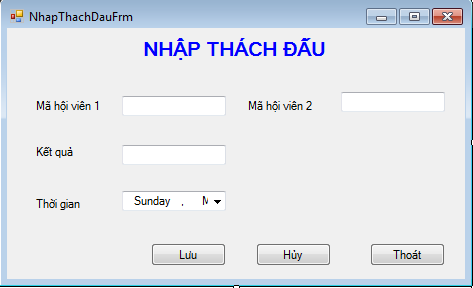 NhapThachDauFrm
NHẬP THÁCH ĐẤU
Mã hội viên 1
Mã hội viên 2
Kết quả
Thời gian
Sunday , M
Lưu
Hủy
Thoát